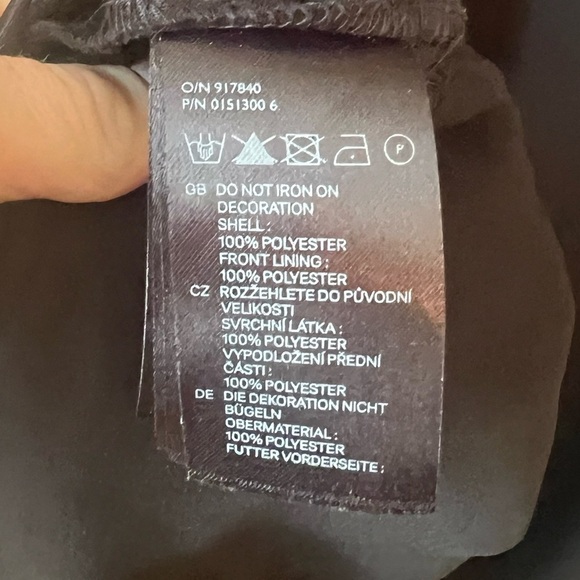 O/N 917840
P/N 0151300 6
P
GB DO NOT IRON ON
DECORATION
SHELL :
100% POLYESTER
FRONT LINING :
100% POLYESTER
CZ ROZŽEHLETE DO PŮVODNÍ
VELIKOSTI
SVRCHNÍ LÁTKA :
100% POLYESTER
VYPODLOŽENÍ PŘEDNÍ
ČÁSTI :
100% POLYESTER
DE DIE DEKORATION NICHT
BÜGELN
OBERMATERIAL :
100% POLYESTER
FUTTER VORDERSEITE :